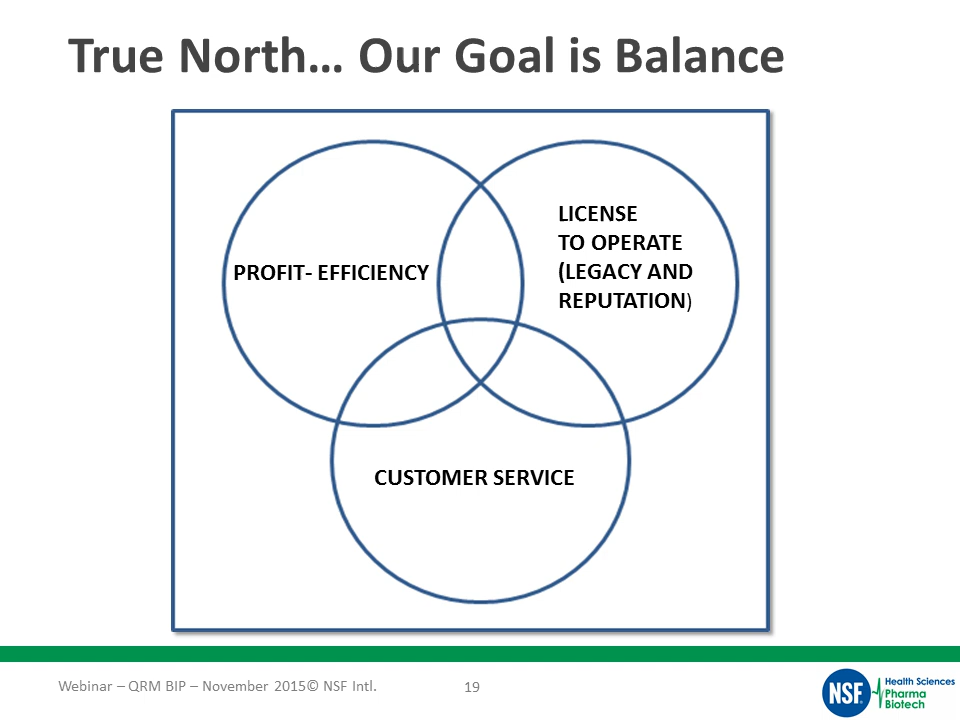 True North… Our Goal is Balance
PROFIT- EFFICIENCY
LICENSE
TO OPERATE
(LEGACY AND
REPUTATION)
CUSTOMER SERVICE
Webinar – QRM BIP – November 2015© NSF Intl.
19
NSF
Health Sciences
Pharma
Biotech